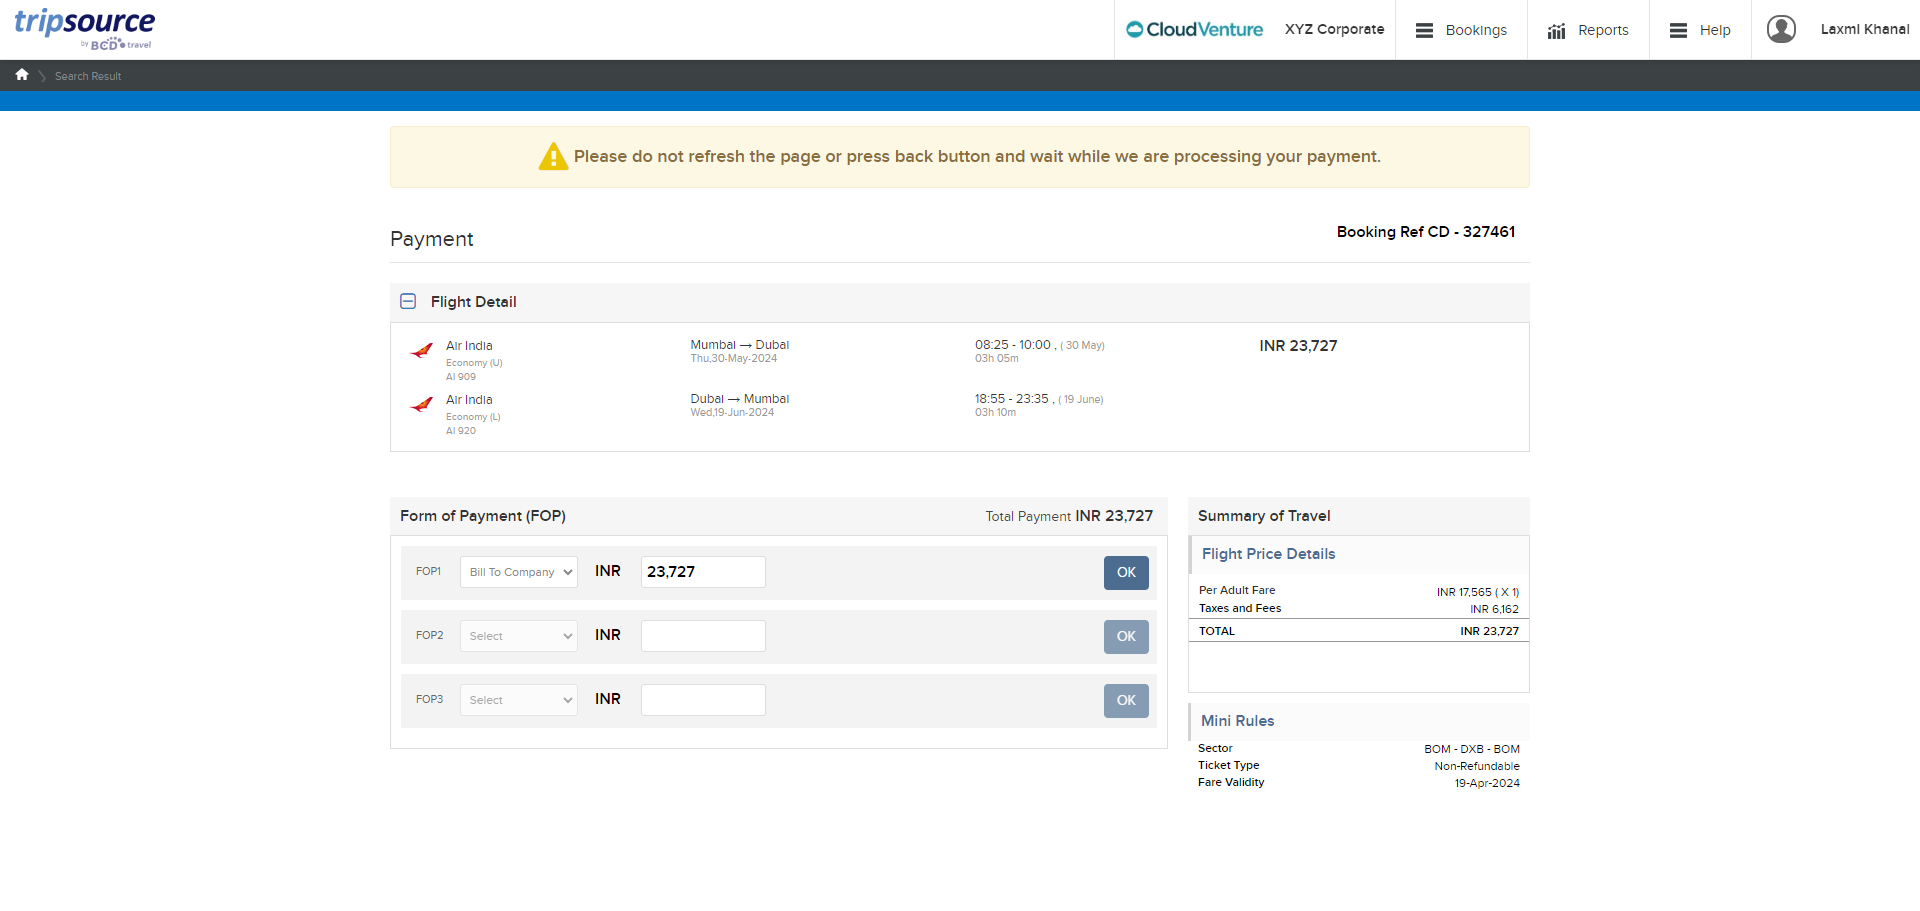 tripsource
by BCD travel
CloudVenture
XYZ Corporate
Bookings
Reports
Help
Laxmi Khanal
Search Result
Please do not refresh the page or press back button and wait while we are processing your payment.
Payment
Booking Ref CD - 327461
Flight Detail
Air India
Economy (U)
AI 909
Mumbai → Dubai
Thu,30-May-2024
08:25 - 10:00 , ( 30 May)
03h 05m
INR 23,727
Air India
Economy (L)
AI 920
Dubai → Mumbai
Wed,19-Jun-2024
18:55 - 23:35 , ( 19 June)
03h 10m
Form of Payment (FOP)
Total Payment INR 23,727
FOP1 Bill To Company INR 23,727 OK
FOP2 Select INR OK
FOP3 Select INR OK
Summary of Travel
Flight Price Details
Per Adult Fare INR 17,565 ( X 1)
Taxes and Fees INR 6,162
TOTAL INR 23,727
Mini Rules
Sector BOM - DXB - BOM
Ticket Type Non-Refundable
Fare Validity 19-Apr-2024